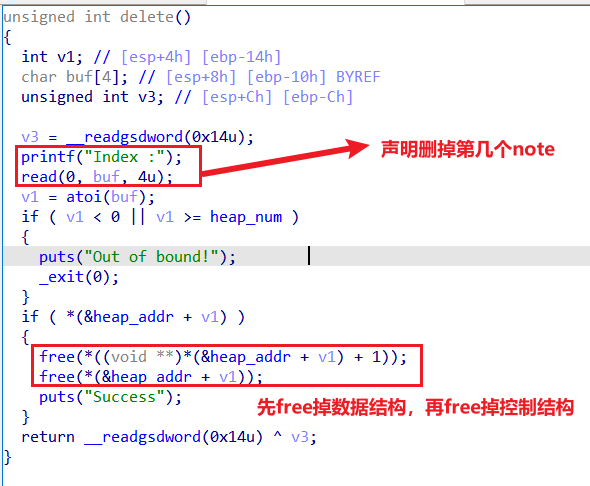 unsigned int delete()
{
  int v1; // [esp+4h] [ebp-14h]
  char buf[4]; // [esp+8h] [ebp-10h] BYREF
  unsigned int v3; // [esp+Ch] [ebp-Ch]
  v3 = __readgsdword(0x14u);
  printf("Index :");
声明删掉第几个note
  read(0, buf, 4u);
  v1 = atoi(buf);
  if ( v1 < 0 || v1 >= heap_num )
  {
    puts("Out of bound!");
    _exit(0);
  }
  if ( *(&heap_addr + v1) )
  {
    free(*((void **)*(&heap_addr + v1) + 1));
    free(*(&heap_addr + v1));
    puts("Success");
先free掉数据结构，再free掉控制结构
  }
  return __readgsdword(0x14u) ^ v3;
}